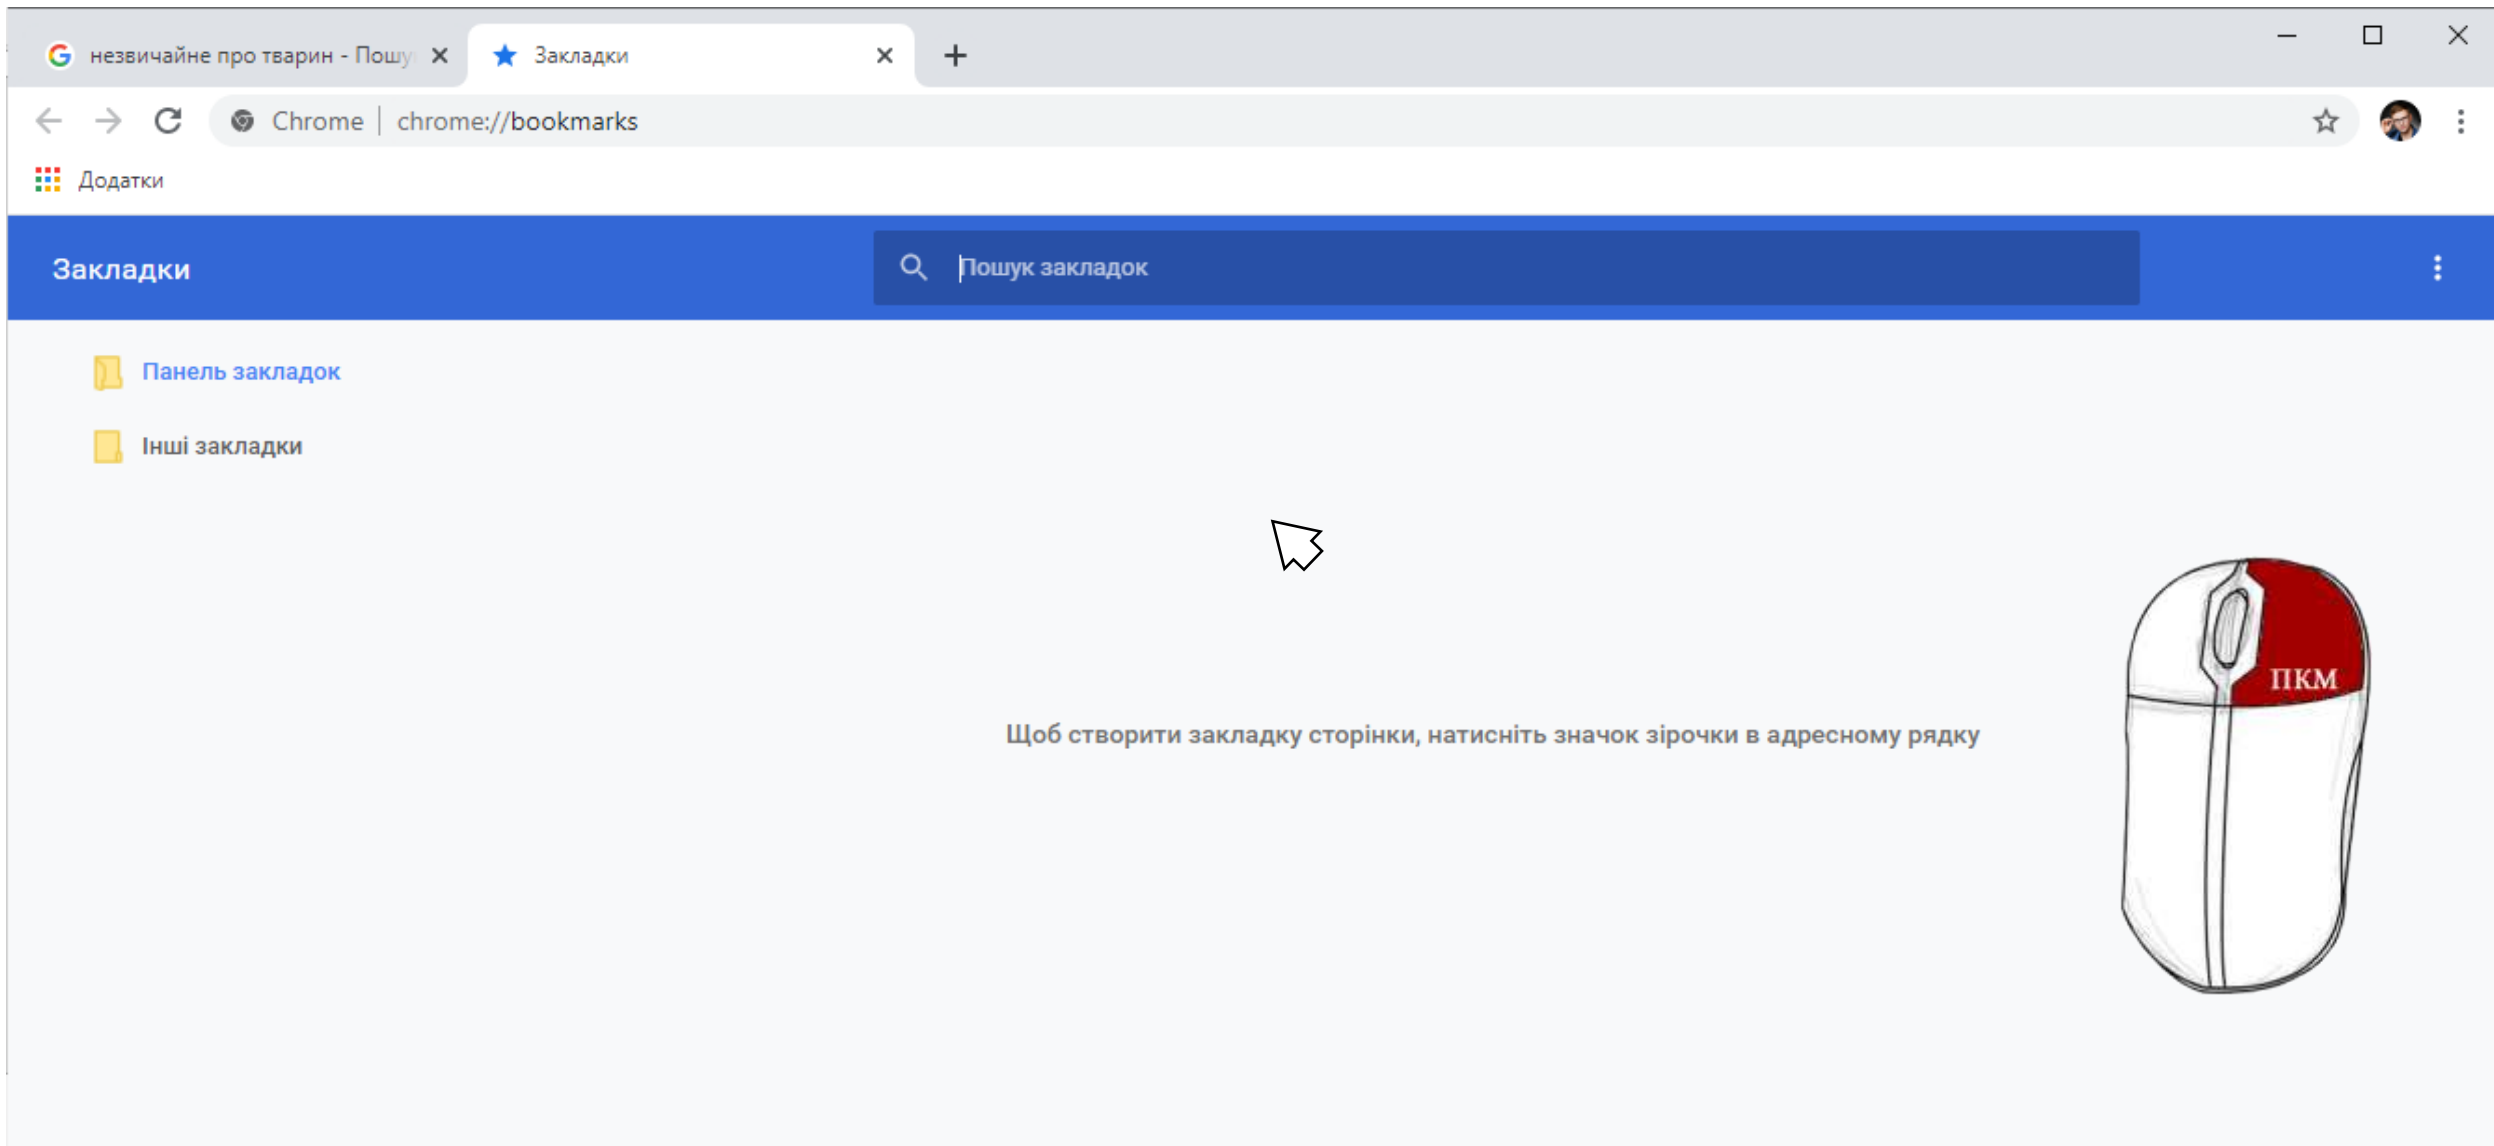 незвичайне про тварин - Пошу
Закладки
Chrome | chrome://bookmarks
Додатки
Закладки
Пошук закладок
Панель закладок
Інші закладки
ПКМ
Щоб створити закладку сторінки, натисніть значок зірочки в адресному рядку